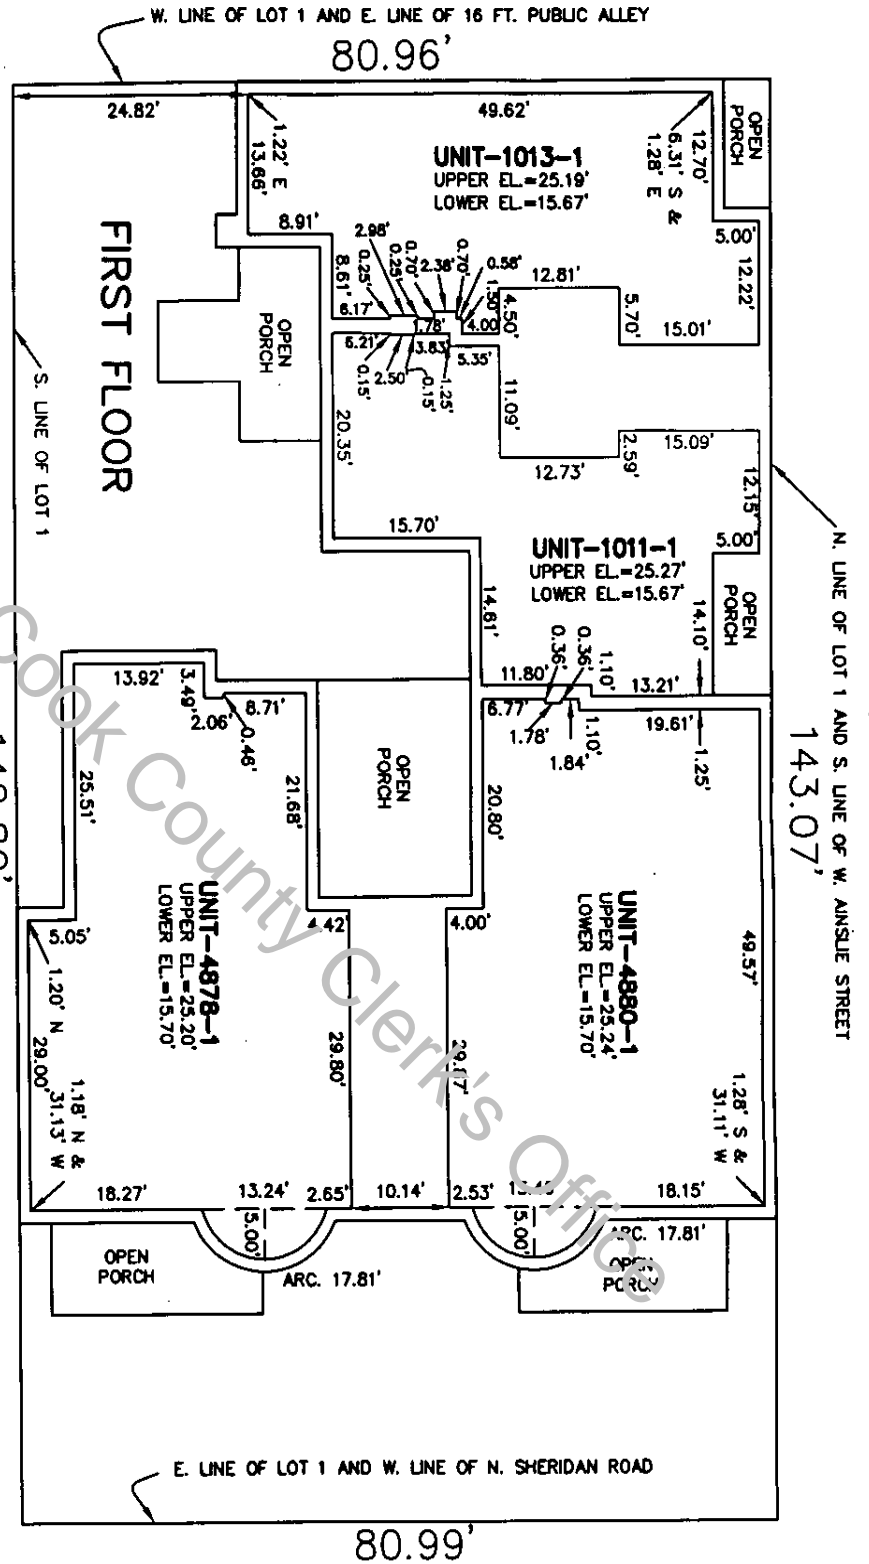 W. LINE OF LOT 1 AND E. LINE OF 16 FT. PUBLIC ALLEY
80.96'
24.82'
49.62'
OPEN
PORCH
1.22' E
13.66'
UNIT-1013-1
UPPER EL.=25.19'
LOWER EL.=15.67'
12.70'
6.31' S &
1.28' E
8.91'
2.98'
5.00'
12.22'
8.61'
0.25'
0.25'
0.70'
2.38'
0.70'
0.58'
1.50'
12.81'
4.50'
5.70'
6.17'
1.78'
4.00'
15.01'
FIRST FLOOR
OPEN
PORCH
6.21'
3.83'
5.35'
0.15'
2.50'
0.15'
1.25'
11.09'
S. LINE OF LOT 1
20.35'
12.73'
2.59'
15.09'
12.15'
15.70'
5.00'
UNIT-1011-1
UPPER EL.=25.27'
LOWER EL.=15.67'
OPEN
PORCH
N. LINE OF LOT 1 AND S. LINE OF W. AINSLIE STREET
143.07'
14.61'
0.36'
0.36'
1.10'
14.10'
11.80'
13.21'
13.92'
3.49'
2.06'
8.71'
0.46'
6.77'
1.78'
1.84'
1.10'
19.61'
1.25'
OPEN
PORCH
25.51'
21.68'
20.80'
UNIT-4878-1
UPPER EL.=25.20'
LOWER EL.=15.70'
UNIT-4880-1
UPPER EL.=25.24'
LOWER EL.=15.70'
5.05'
4.42'
4.00'
49.57'
1.20' N
29.00'
1.18' N &
31.13' W
29.80'
1.28' S &
31.11' W
18.27'
13.24'
2.65'
10.14'
2.53'
18.15'
5.00'
5.00'
OPEN
PORCH
ARC. 17.81'
ARC. 17.81'
OPEN
PORCH
E. LINE OF LOT 1 AND W. LINE OF N. SHERIDAN ROAD
80.99'
Cook County Clerk's Office